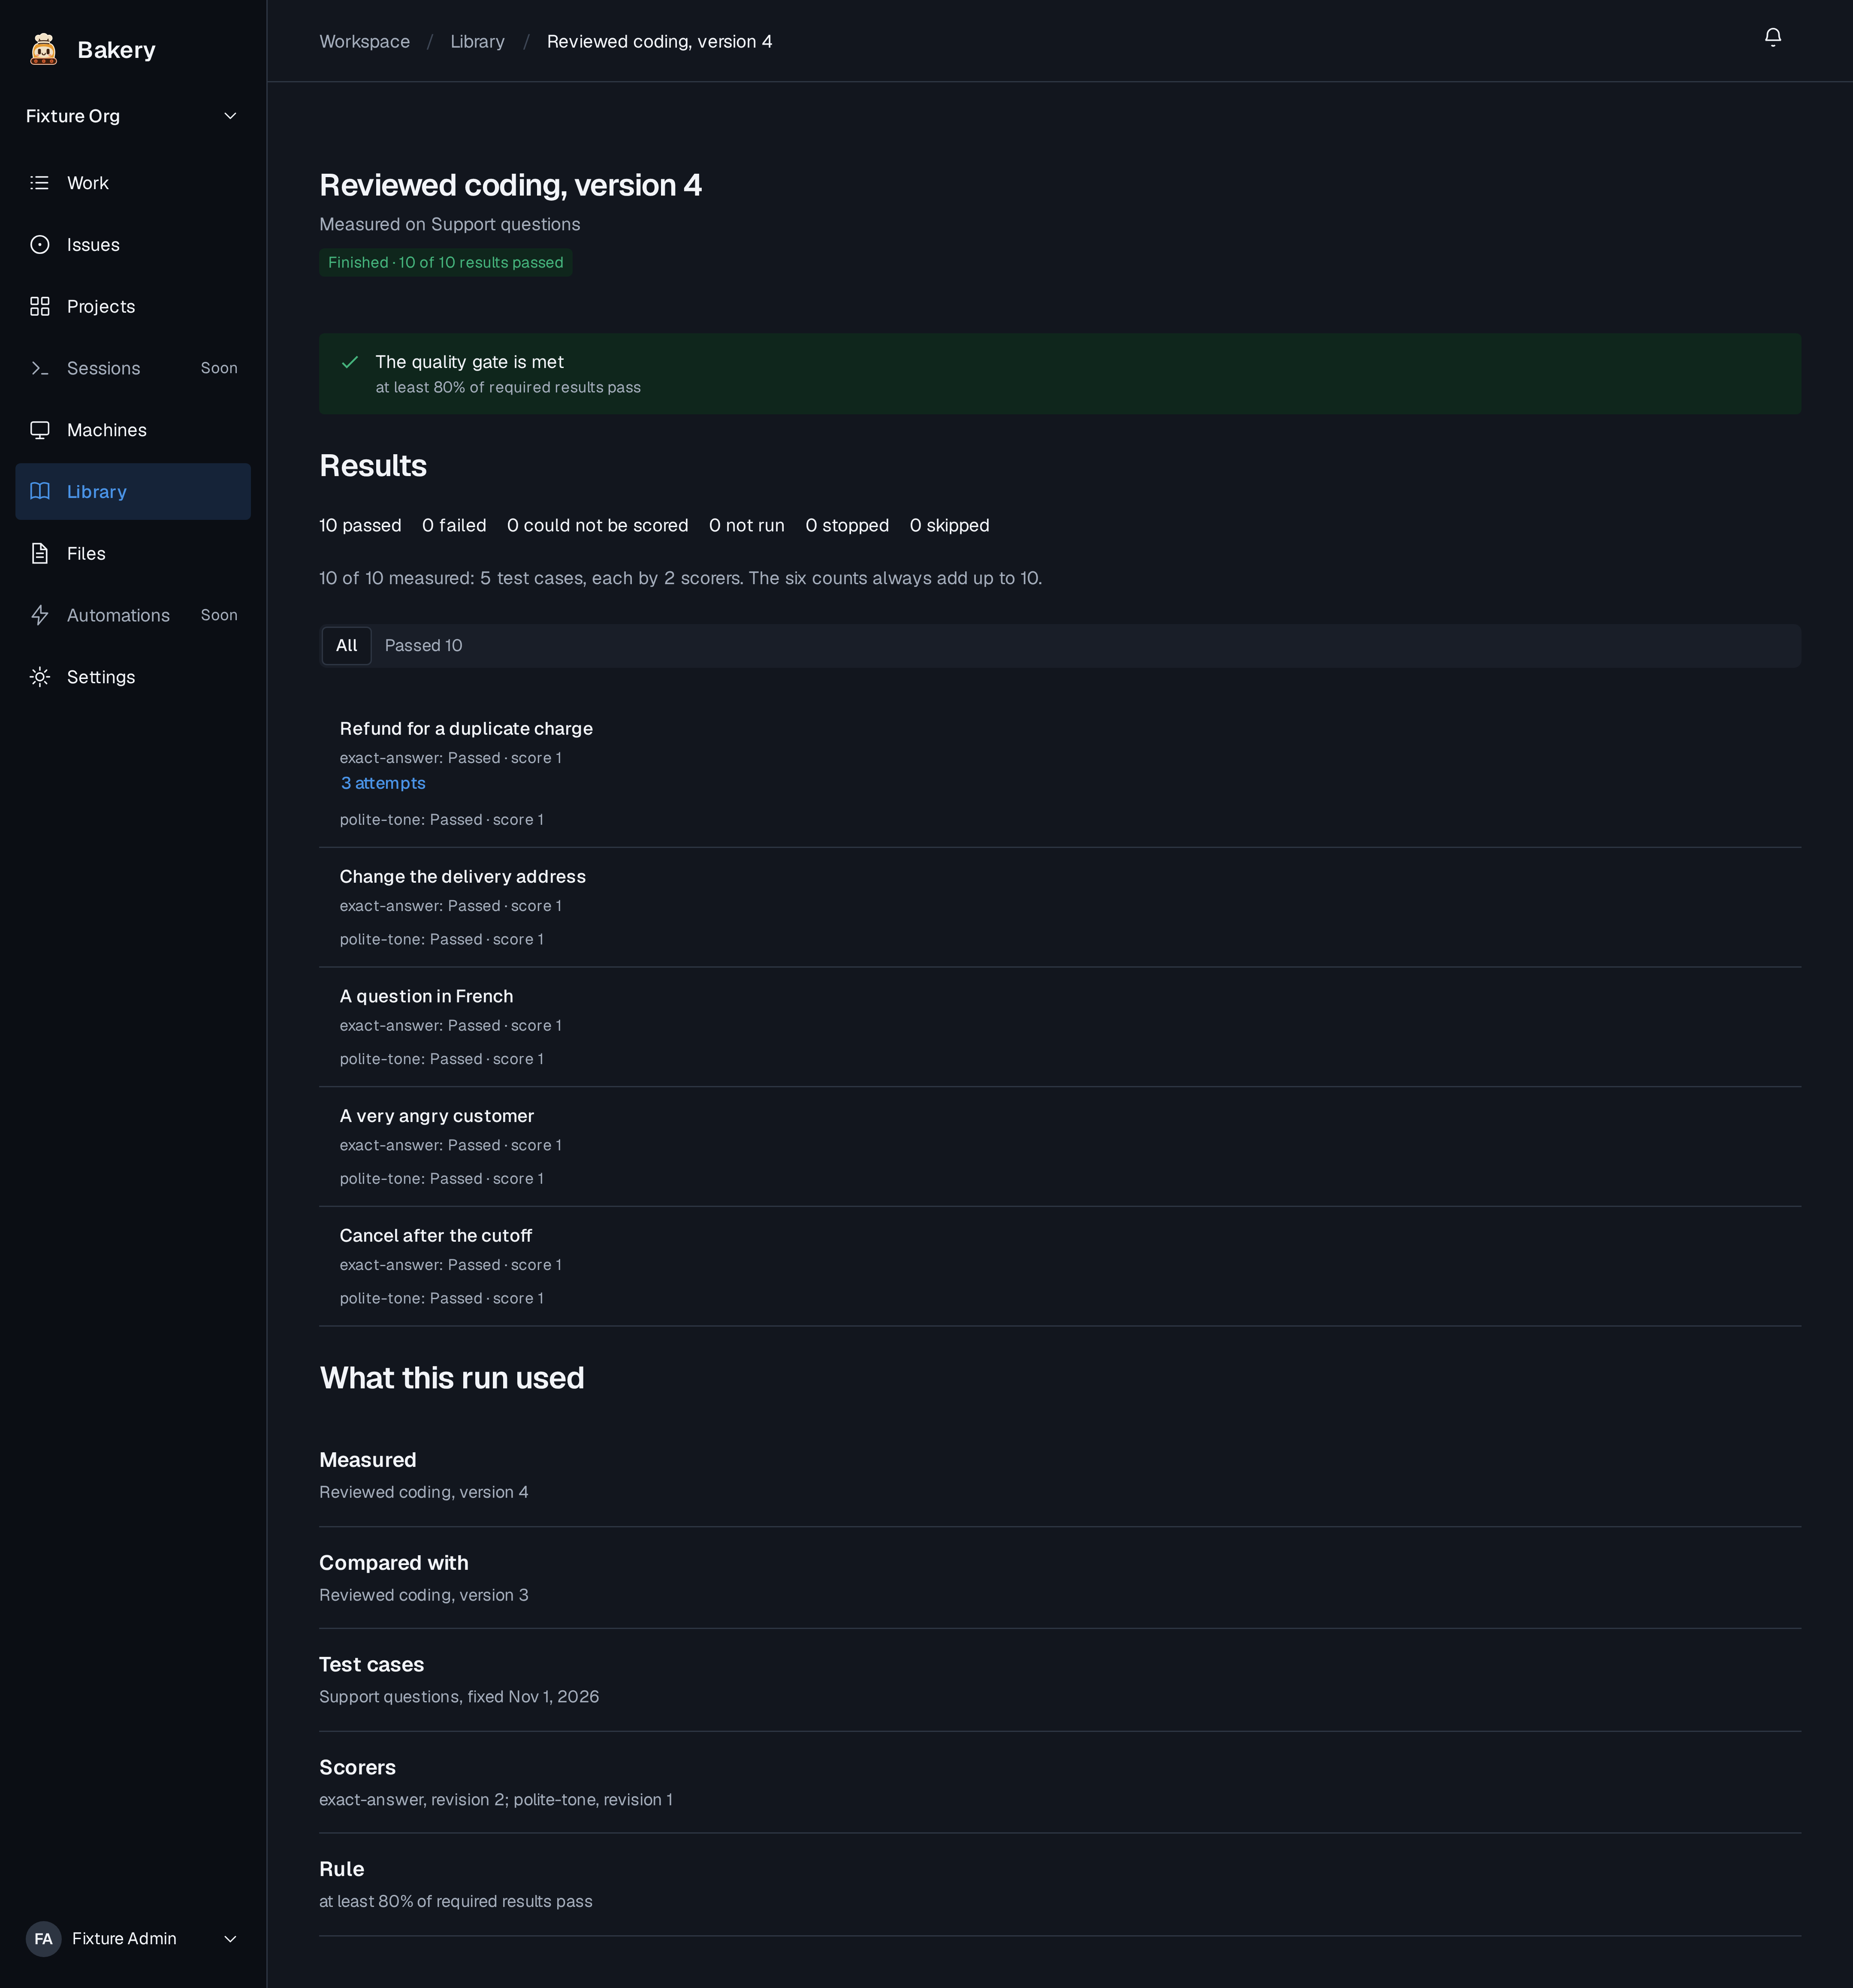 Bakery
Fixture Org
Work
Issues
Projects
Sessions Soon
Machines
Library
Files
Automations Soon
Settings
FA Fixture Admin
Workspace / Library / Reviewed coding, version 4
Reviewed coding, version 4
Measured on Support questions
Finished · 10 of 10 results passed
The quality gate is met
at least 80% of required results pass
Results
10 passed 0 failed 0 could not be scored 0 not run 0 stopped 0 skipped
10 of 10 measured: 5 test cases, each by 2 scorers. The six counts always add up to 10.
All Passed 10
Refund for a duplicate charge
exact-answer: Passed · score 1
3 attempts
polite-tone: Passed · score 1
Change the delivery address
exact-answer: Passed · score 1
polite-tone: Passed · score 1
A question in French
exact-answer: Passed · score 1
polite-tone: Passed · score 1
A very angry customer
exact-answer: Passed · score 1
polite-tone: Passed · score 1
Cancel after the cutoff
exact-answer: Passed · score 1
polite-tone: Passed · score 1
What this run used
Measured
Reviewed coding, version 4
Compared with
Reviewed coding, version 3
Test cases
Support questions, fixed Nov 1, 2026
Scorers
exact-answer, revision 2; polite-tone, revision 1
Rule
at least 80% of required results pass